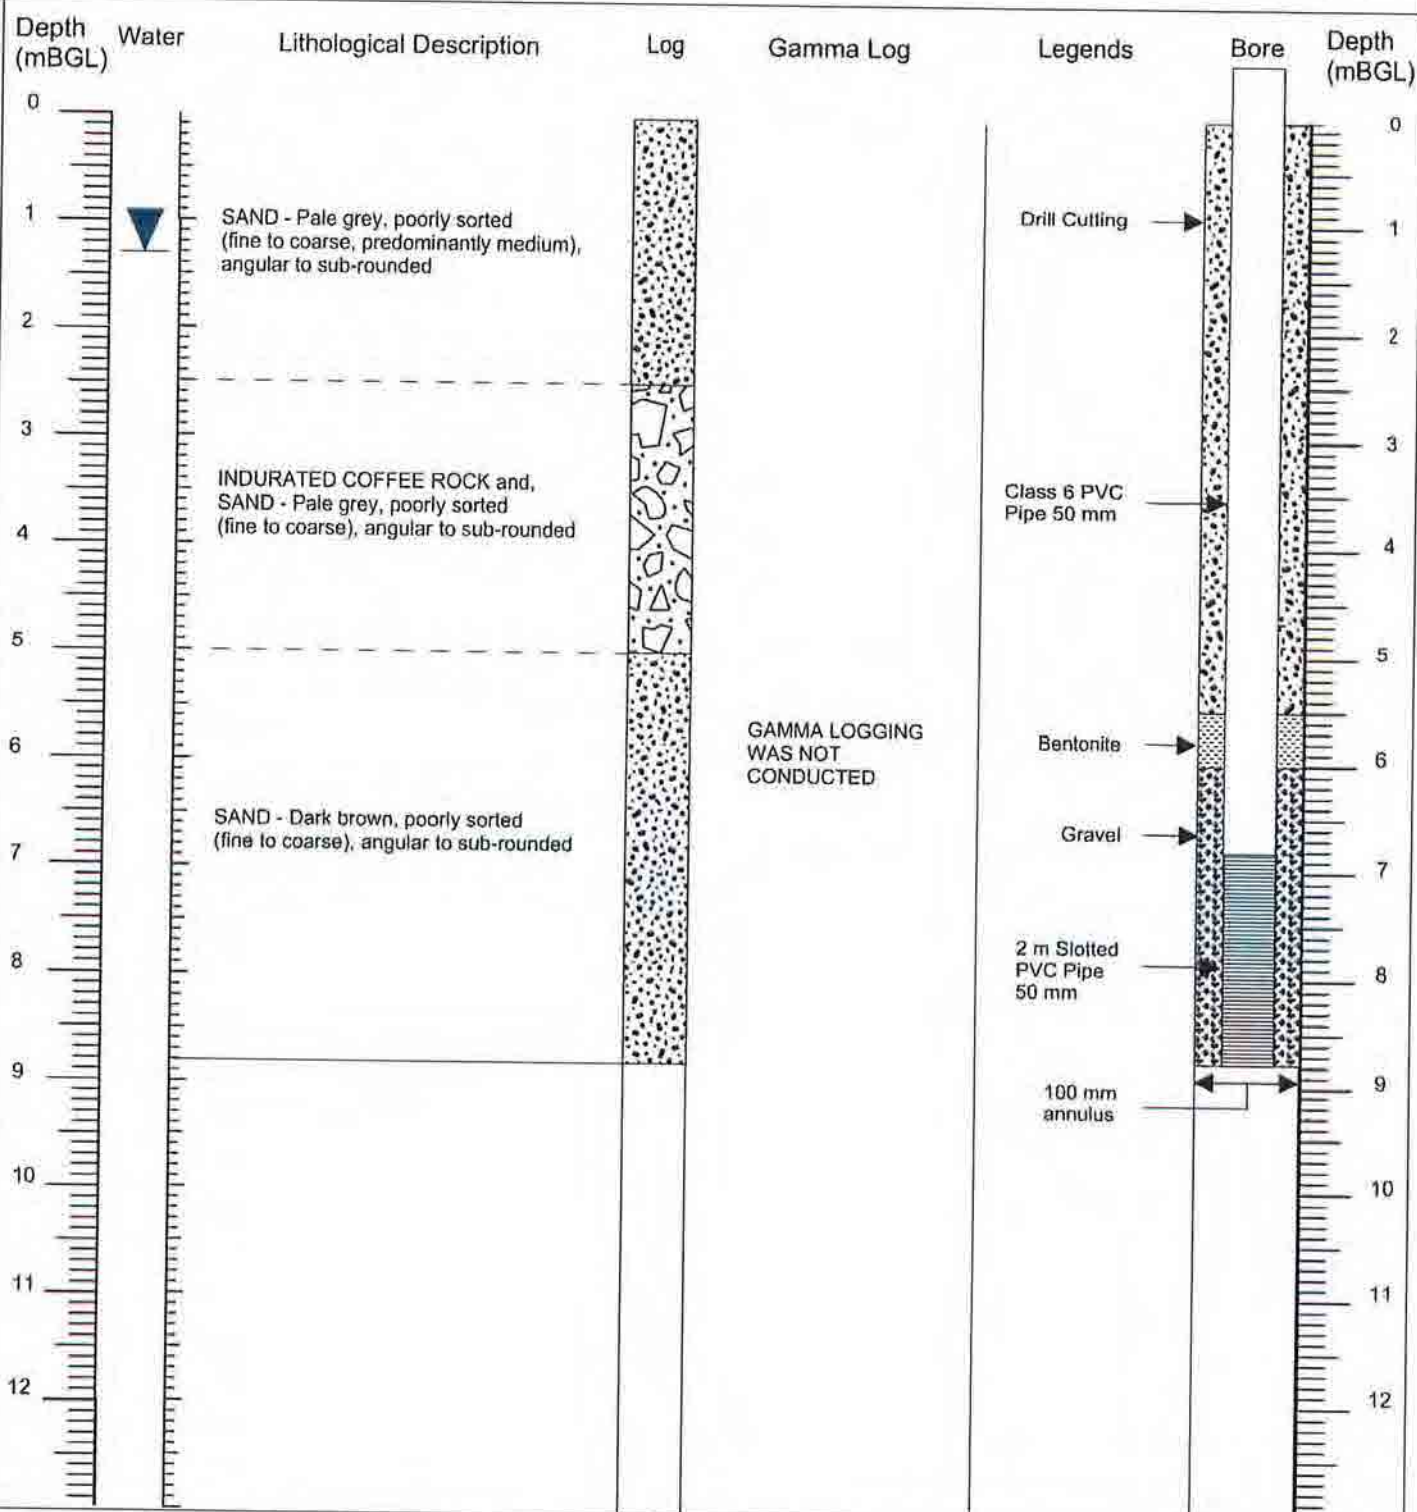 Depth
(mBGL)
Water
Lithological Description
Log
Gamma Log
Legends
Bore
Depth
(mBGL)
0
1
2
3
4
5
6
7
8
9
10
11
12
SAND - Pale grey, poorly sorted
(fine to coarse, predominantly medium),
angular to sub-rounded
INDURATED COFFEE ROCK and,
SAND - Pale grey, poorly sorted
(fine to coarse), angular to sub-rounded
SAND - Dark brown, poorly sorted
(fine to coarse), angular to sub-rounded
GAMMA LOGGING
WAS NOT
CONDUCTED
Drill Cutting
Class 6 PVC
Pipe 50 mm
Bentonite
Gravel
2 m Slotted
PVC Pipe
50 mm
100 mm
annulus
0
1
2
3
4
5
6
7
8
9
10
11
12